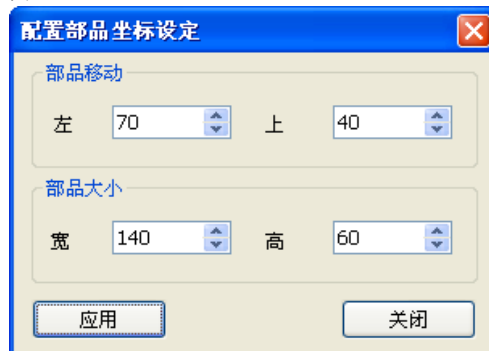 配置部品坐标设定
部品移动
左 70 上 40
部品大小
宽 140 高 60
应用 关闭